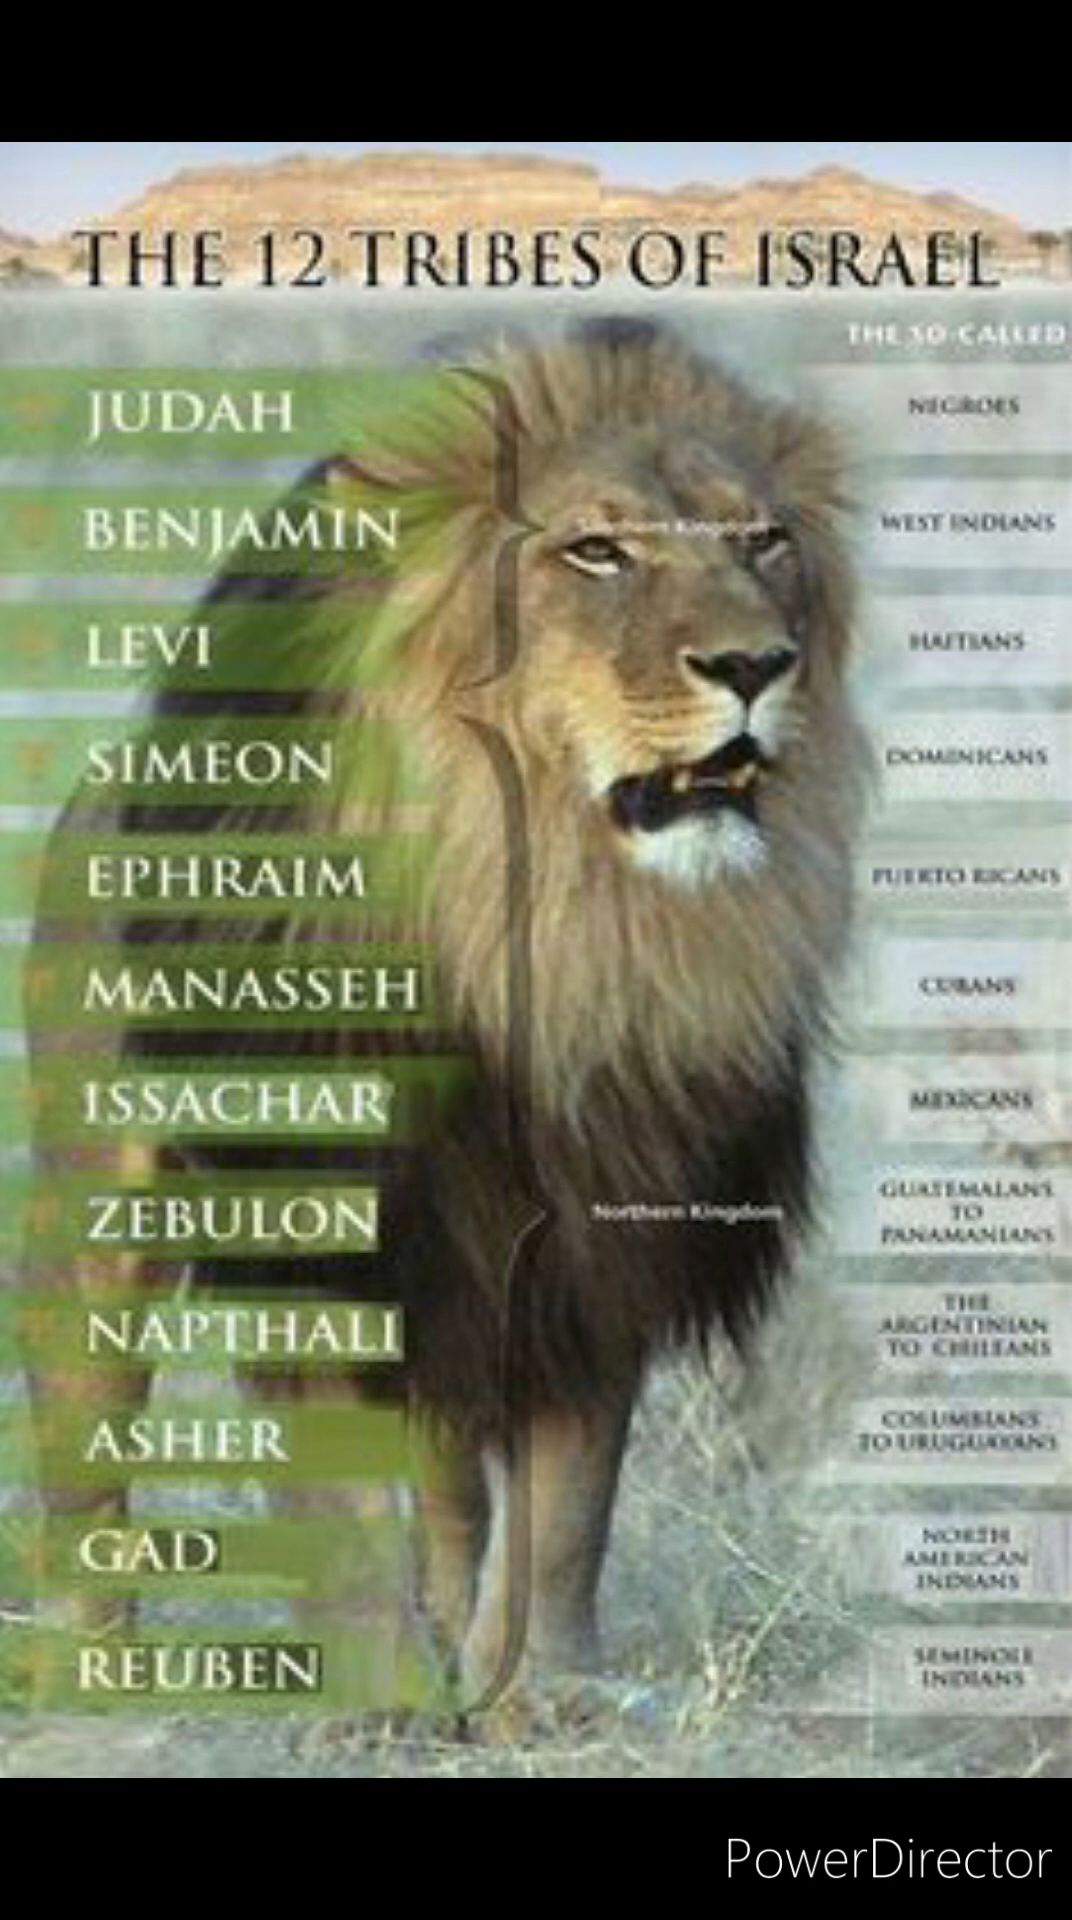 THE 12 TRIBES OF ISRAEL
THE SO-CALLED
JUDAH
NEGROES
BENJAMIN
Southern Kingdom
WEST INDIANS
LEVI
HAITIANS
SIMEON
DOMINICANS
EPHRAIM
PUERTO RICANS
MANASSEH
CUBANS
ISSACHAR
MEXICANS
ZEBULON
Northern Kingdom
GUATEMALANS
TO
PANAMANIANS
NAPTHALI
THE
ARGENTINIAN
TO CHILEANS
ASHER
COLUMBIANS
TO URUGUAYANS
GAD
NORTH
AMERICAN
INDIANS
REUBEN
SEMINOLE
INDIANS
PowerDirector